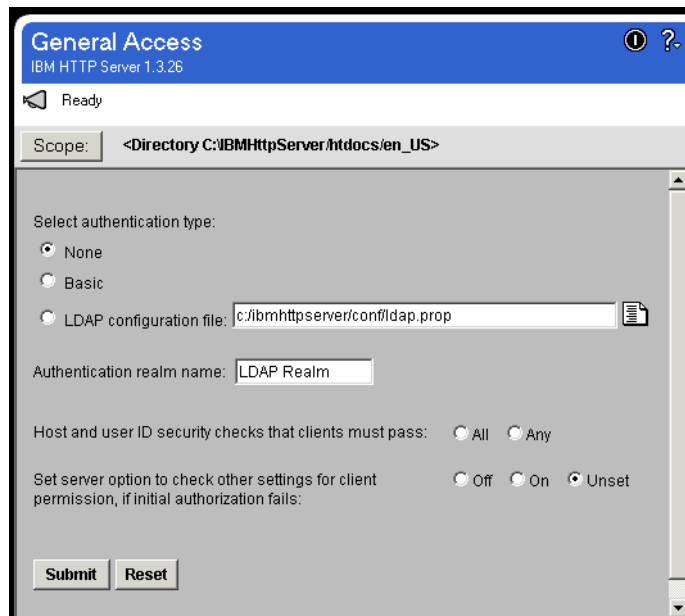 General Access
IBM HTTP Server 1.3.26
Ready
Scope: <Directory C:\IBMHttpServer/htdocs/en_US>
Select authentication type:
None
Basic
LDAP configuration file: c:/ibmhttpserver/conf/ldap.prop
Authentication realm name: LDAP Realm
Host and user ID security checks that clients must pass: All Any
Set server option to check other settings for client Off On Unset
permission, if initial authorization fails:
Submit Reset